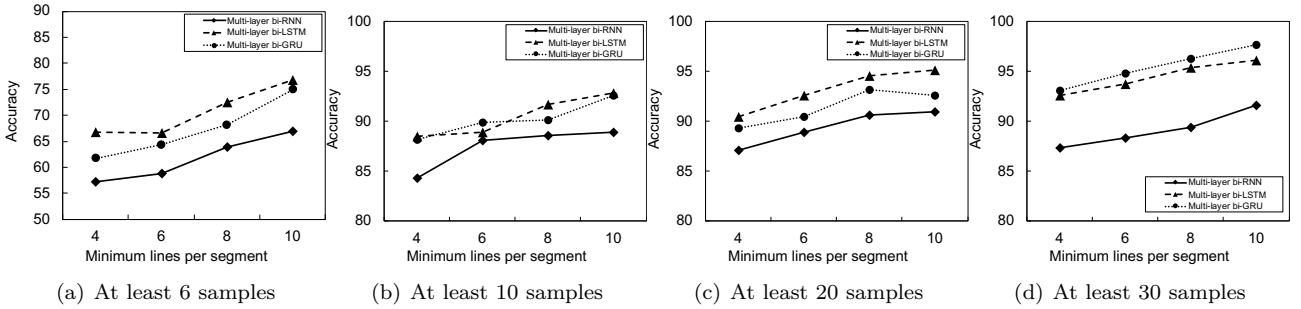 90
85
80
75
70
65
60
55
50
Accuracy
Multi-layer bi-RNN
Multi-layer bi-LSTM
Multi-layer bi-GRU
4 6 8 10
Minimum lines per segment
(a) At least 6 samples
100
95
90
85
80
Accuracy
Multi-layer bi-RNN
Multi-layer bi-LSTM
Multi-layer bi-GRU
4 6 8 10
Minimum lines per segment
(b) At least 10 samples
100
95
90
85
80
Accuracy
Multi-layer bi-RNN
Multi-layer bi-LSTM
Multi-layer bi-GRU
4 6 8 10
Minimum lines per segment
(c) At least 20 samples
100
95
90
85
80
Accuracy
Multi-layer bi-RNN
Multi-layer bi-LSTM
Multi-layer bi-GRU
4 6 8 10
Minimum lines per segment
(d) At least 30 samples